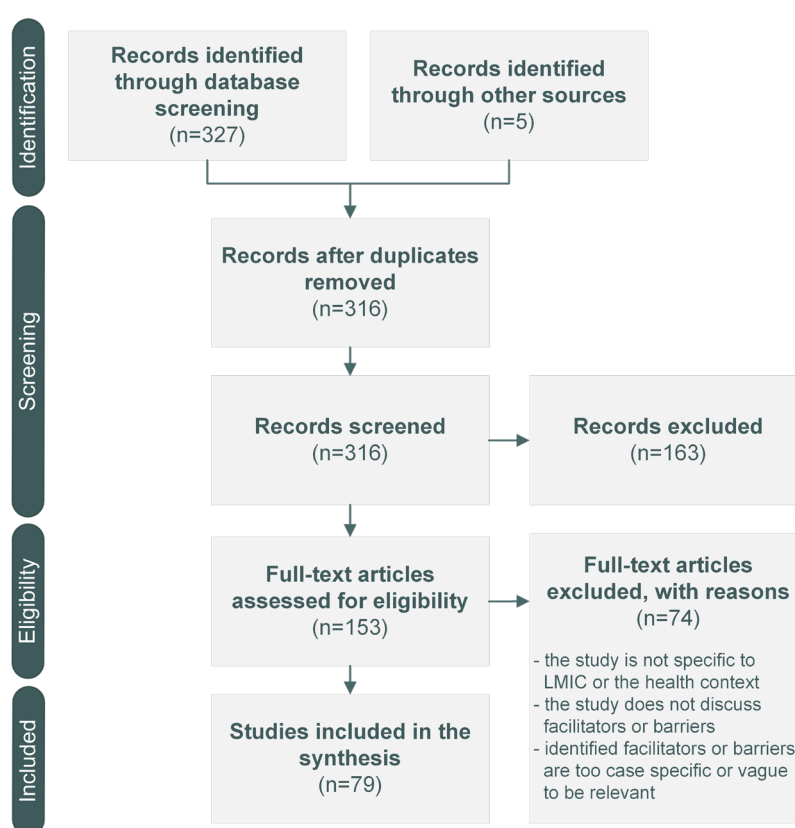 Identification
Records identified
through database
screening
(n=327)
Records identified
through other sources
(n=5)
Screening
Records after duplicates
removed
(n=316)
Records screened
(n=316)
Records excluded
(n=163)
Eligibility
Full-text articles
assessed for eligibility
(n=153)
Full-text articles
excluded, with reasons
(n=74)
- the study is not specific to
LMIC or the health context
- the study does not discuss
facilitators or barriers
- identified facilitators or barriers
are too case specific or vague
to be relevant
Included
Studies included in the
synthesis
(n=79)